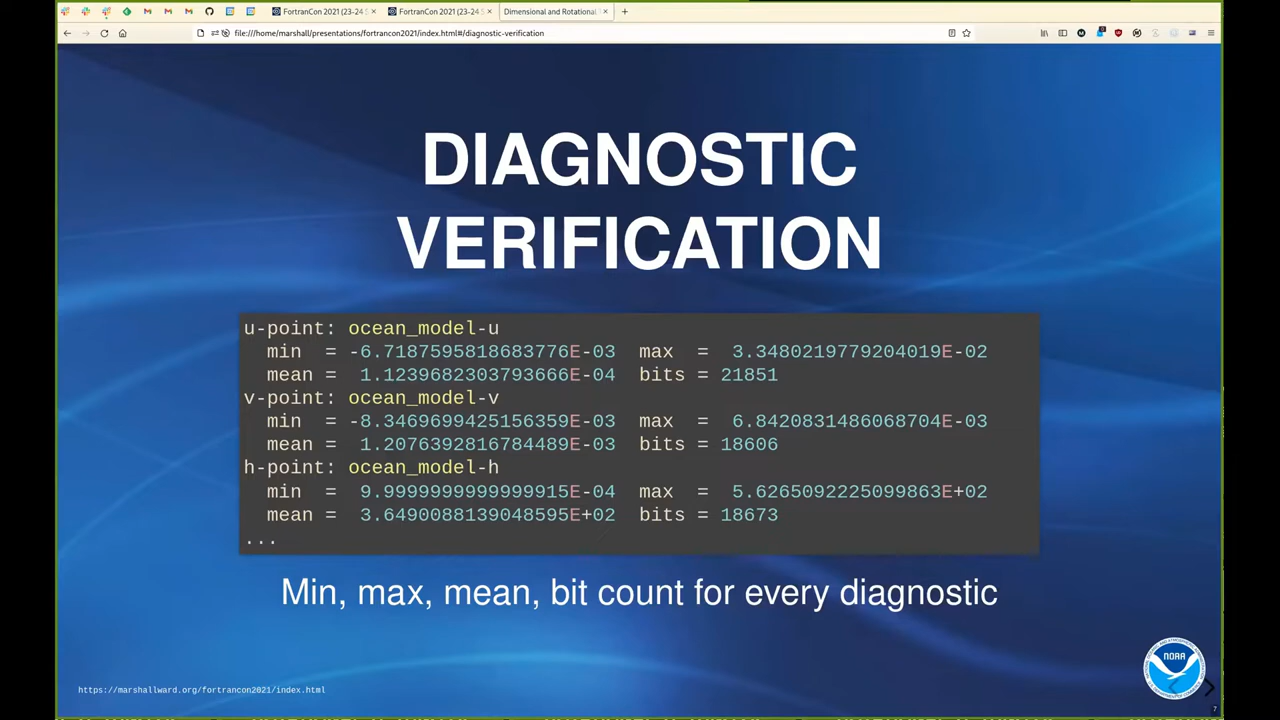 FortranCon 2021 (23-24 S
FortranCon 2021 (23-24 S
Dimensional and Rotational
file:///home/marshall/presentations/fortrancon2021/index.html#/diagnostic-verification
DIAGNOSTIC
VERIFICATION
u-point: ocean_model-u
min = -6.7187595818683776E-03 max = 3.3480219779204019E-02
mean = 1.1239682303793666E-04 bits = 21851
v-point: ocean_model-v
min = -8.3469699425156359E-03 max = 6.8420831486068704E-03
mean = 1.2076392816784489E-03 bits = 18606
h-point: ocean_model-h
min = 9.9999999999999915E-04 max = 5.6265092225099863E+02
mean = 3.6490088139048595E+02 bits = 18673
...
Min, max, mean, bit count for every diagnostic
NOAA
https://marshallward.org/fortrancon2021/index.html
7